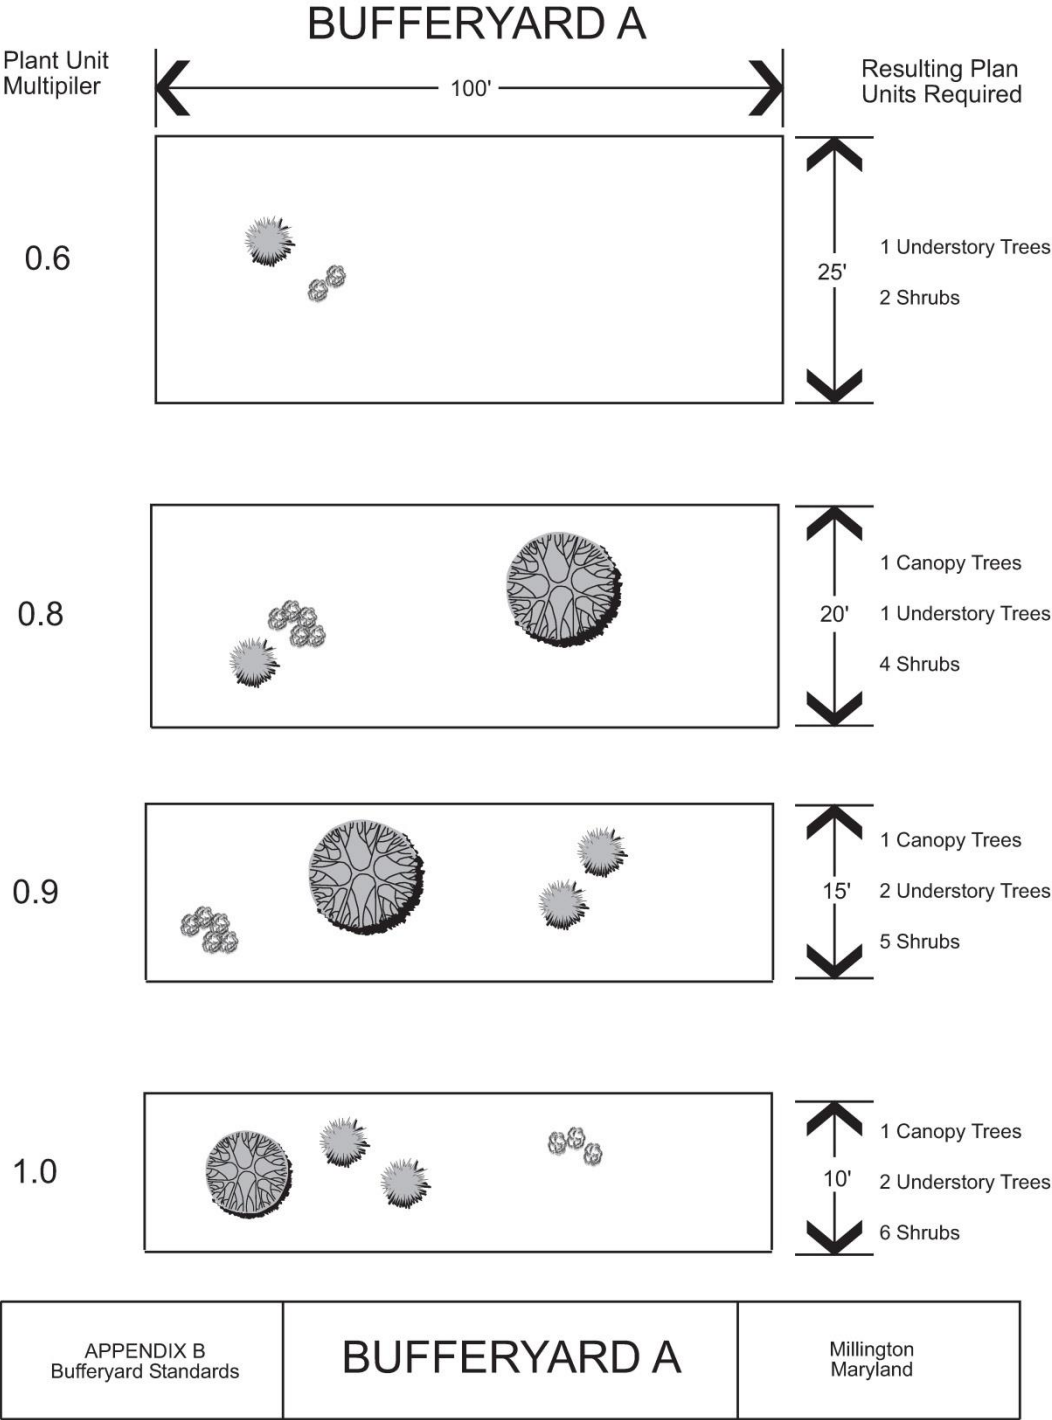 BUFFERYARD A
Plant Unit
Multipiler
100'
Resulting Plan
Units Required
0.6
25'
1 Understory Trees
2 Shrubs
0.8
20'
1 Canopy Trees
1 Understory Trees
4 Shrubs
0.9
15'
1 Canopy Trees
2 Understory Trees
5 Shrubs
1.0
10'
1 Canopy Trees
2 Understory Trees
6 Shrubs
APPENDIX B
Bufferyard Standards
BUFFERYARD A
Millington
Maryland